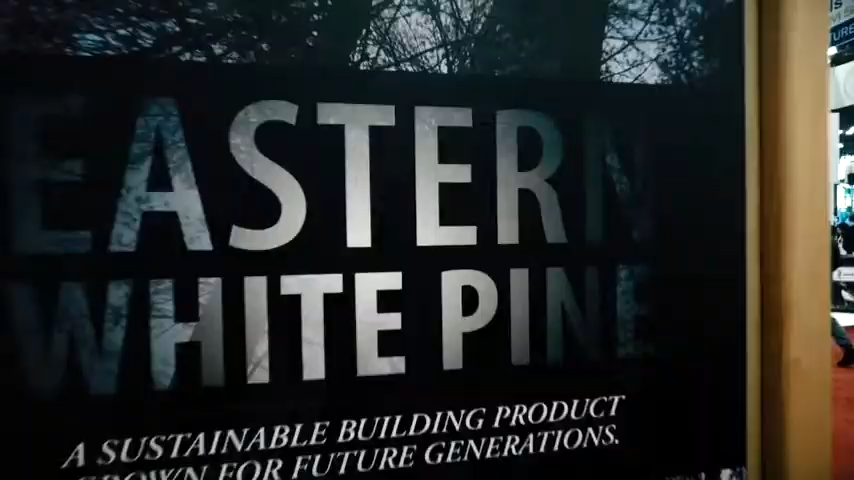 EASTERN
WHITE PINE
A SUSTAINABLE BUILDING PRODUCT
GROWN FOR FUTURE GENERATIONS.